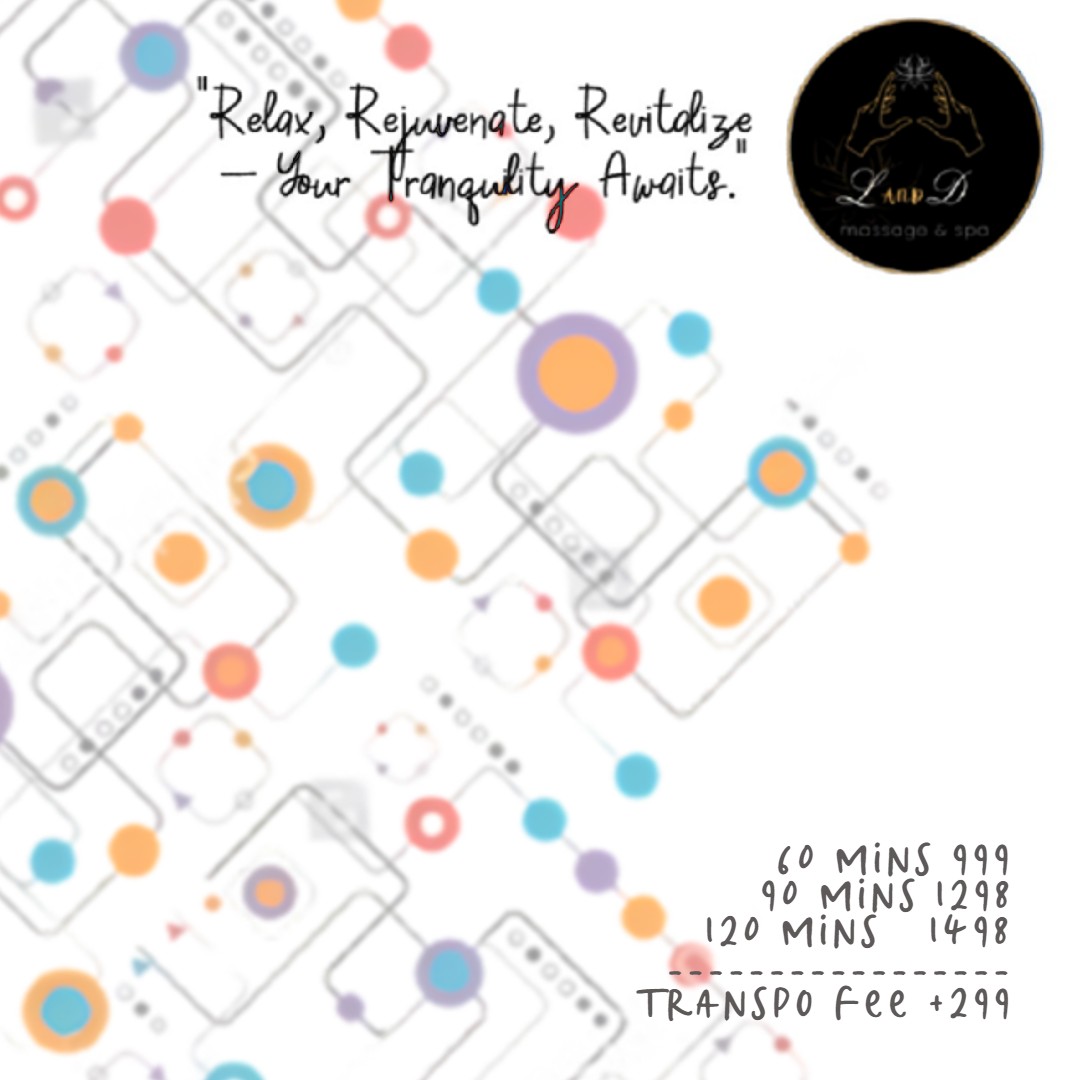 "Relax, Rejuvenate, Revitalize"
— Your Tranquility Awaits."
L AND D
massage & spa
60 MiNS 999
90 MiNS 1298
120 MiNS 1498
TRANSPO Fee +299